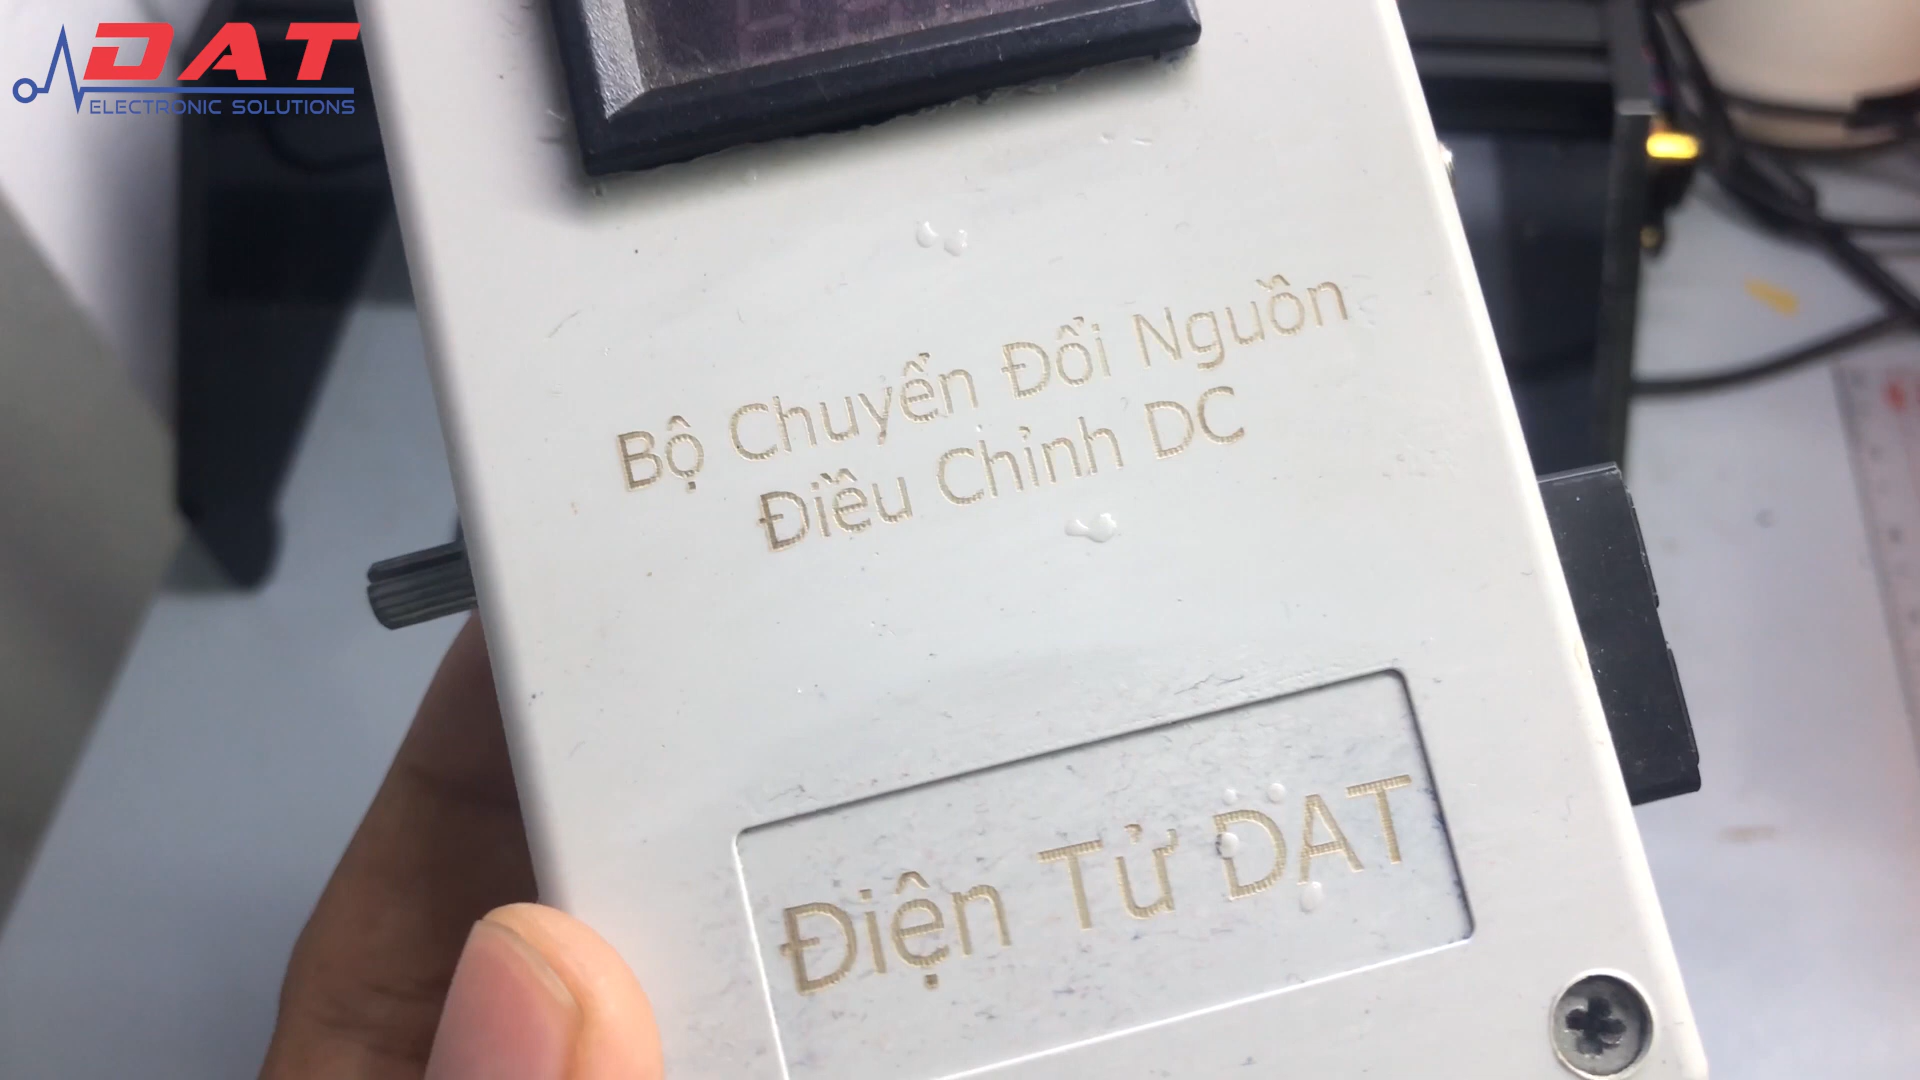 DAT
ELECTRONIC SOLUTIONS
Bộ Chuyển Đổi Nguồn
Điều Chỉnh DC
Điện Tử DAT